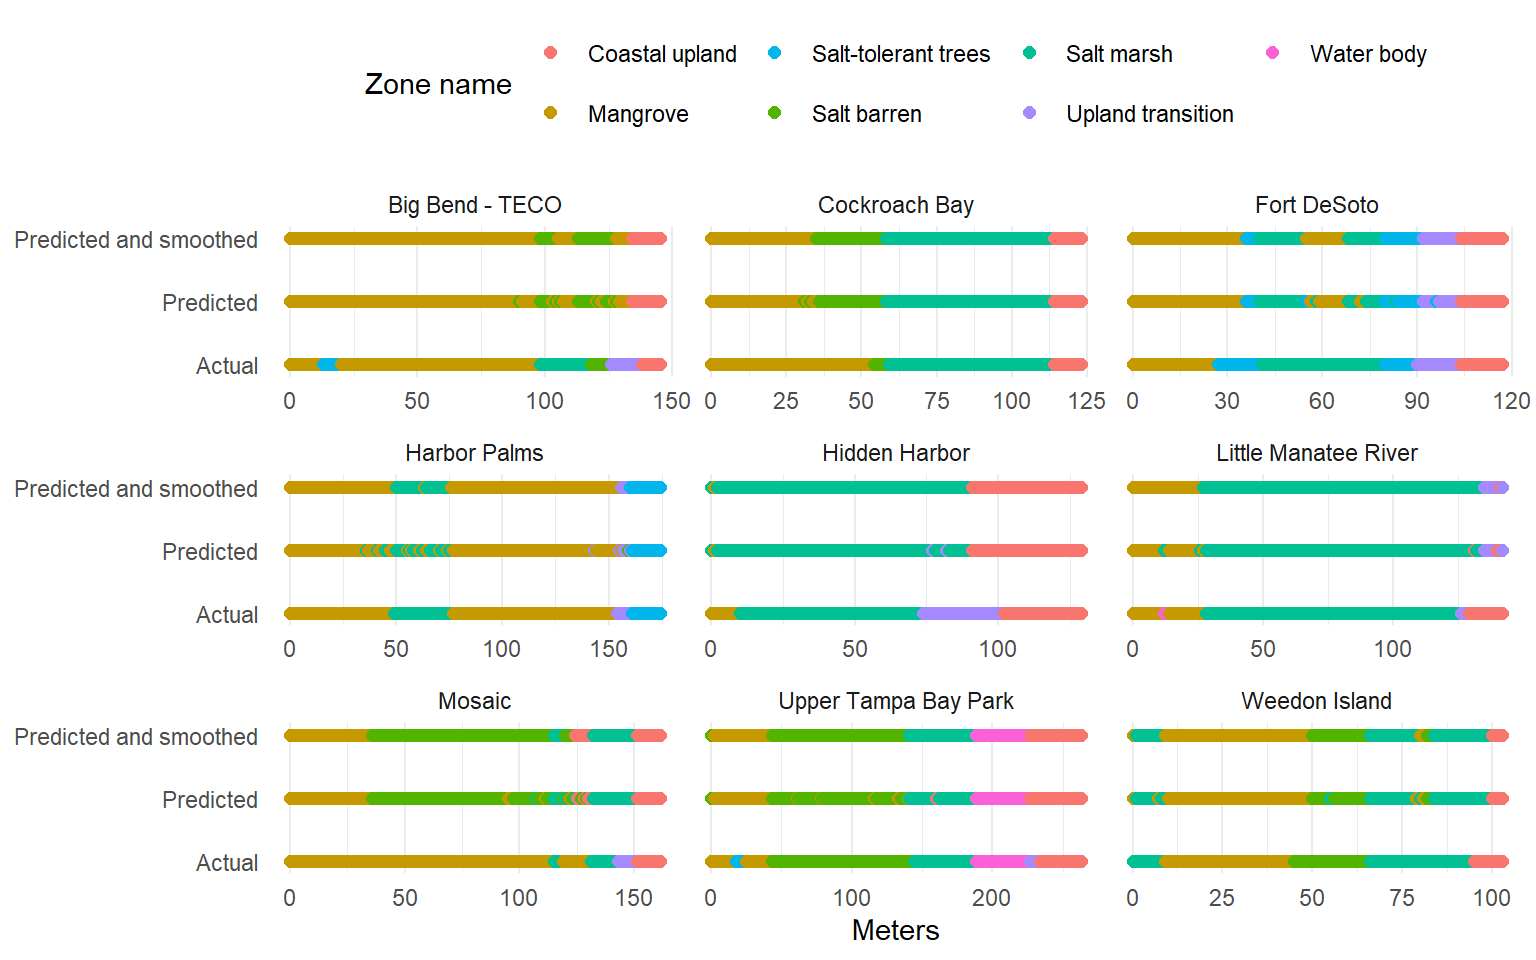 Zone name
Coastal upland Salt-tolerant trees Salt marsh Water body
Mangrove Salt barren Upland transition
Big Bend - TECO Cockroach Bay Fort DeSoto
Predicted and smoothed
Predicted
Actual
0 50 100 150 0 25 50 75 100 125 0 30 60 90 120
Harbor Palms Hidden Harbor Little Manatee River
Predicted and smoothed
Predicted
Actual
0 50 100 150 0 50 100 0 50 100
Mosaic Upper Tampa Bay Park Weedon Island
Predicted and smoothed
Predicted
Actual
0 50 100 150 0 100 200 0 25 50 75 100
Meters